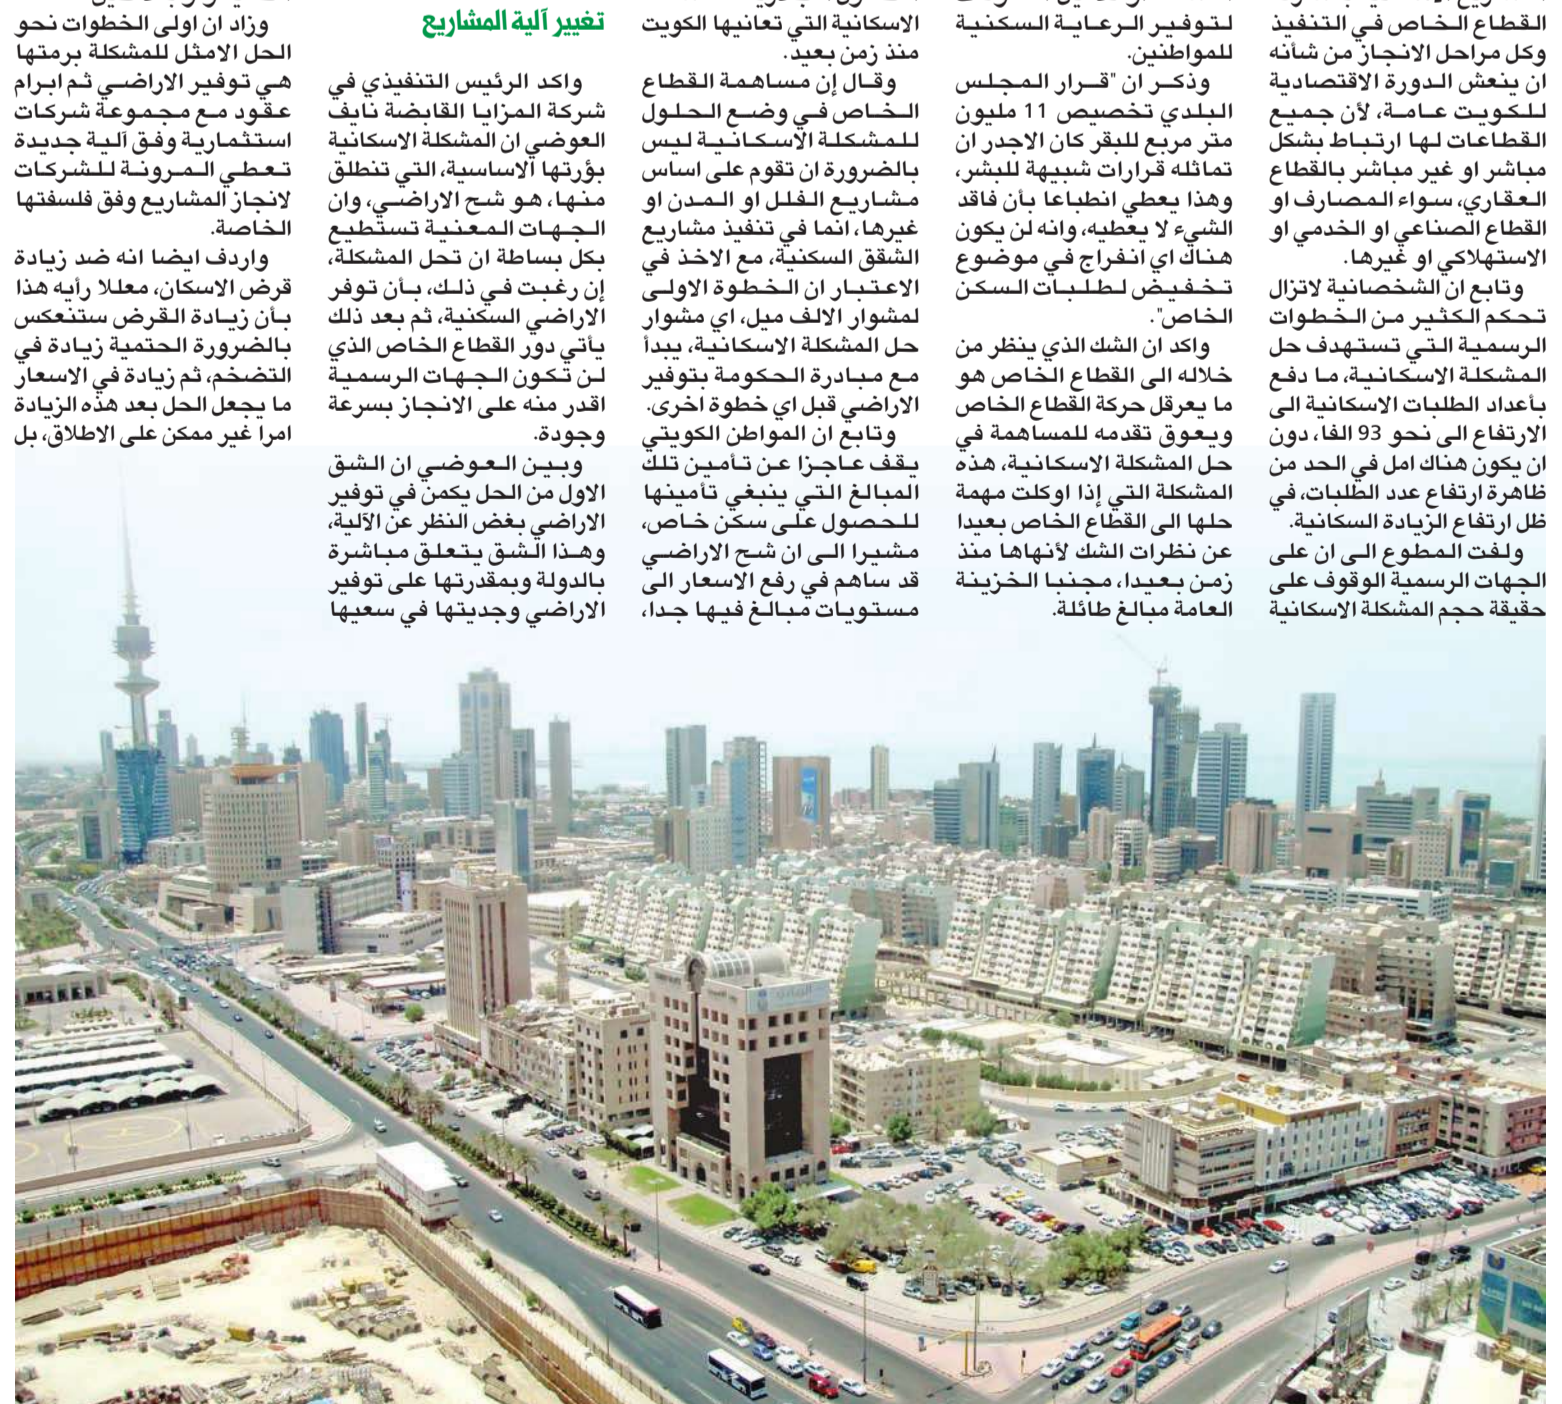 القطاع الخاص في التنفيذ
وكل مراحل الانجاز من شأنه
ان ينعش الدورة الاقتصادية
للكويت عامة، لأن جميع
القطاعات لها ارتباط بشكل
مباشر او غير مباشر بالقطاع
العقاري، سواء المصارف او
القطاع الصناعي او الخدمي او
الاستهلاكي او غيرها.
وتابع ان الشخصانية لاتزال
تحكم الكثير من الخطوات
الرسمية التي تستهدف حل
المشكلة الاسكانية، ما دفع
بأعداد الطلبات الاسكانية الى
الارتفاع الى نحو 93 الفا، دون
ان يكون هناك امل في الحد من
ظاهرة ارتفاع عدد الطلبات، في
ظل ارتفاع الزيادة السكانية.
ولفت المطوع الى ان على
الجهات الرسمية الوقوف على
حقيقة حجم المشكلة الاسكانية
لتوفير الرعاية السكنية
للمواطنين.
وذكر ان "قرار المجلس
البلدي تخصيص 11 مليون
متر مربع للبقر كان الاجدر ان
تماثله قرارات شبيهة للبشر،
وهذا يعطي انطباعا بأن فاقد
الشيء لا يعطيه، وانه لن يكون
هناك اي انفراج في موضوع
تخفيض لطلبات السكن
الخاص".
واكد ان الشك الذي ينظر من
خلاله الى القطاع الخاص هو
ما يعرقل حركة القطاع الخاص
ويعوق تقدمه للمساهمة في
حل المشكلة الاسكانية، هذه
المشكلة التي إذا اوكلت مهمة
حلها الى القطاع الخاص بعيدا
عن نظرات الشك لأنهاها منذ
زمن بعيدا، مجنبا الخزينة
العامة مبالغ طائلة.
الاسكانية التي تعانيها الكويت
منذ زمن بعيد.
وقال إن مساهمة القطاع
الخاص في وضع الحلول
للمشكلة الاسكانية ليس
بالضرورة ان تقوم على اساس
مشاريع الفلل او المدن او
غيرها، انما في تنفيذ مشاريع
الشقق السكنية، مع الاخذ في
الاعتبار ان الخطوة الاولى
لمشوار الالف ميل، اي مشوار
حل المشكلة الاسكانية، يبدأ
مع مبادرة الحكومة بتوفير
الاراضي قبل اي خطوة اخرى.
وتابع ان المواطن الكويتي
يقف عاجزا عن تأمين تلك
المبالغ التي ينبغي تأمينها
للحصول على سكن خاص،
مشيرا الى ان شح الاراضي
قد ساهم في رفع الاسعار الى
مستويات مبالغ فيها جدا،
تغيير آلية المشاريع
واكد الرئيس التنفيذي في
شركة المزايا القابضة نايف
العوضي ان المشكلة الاسكانية
بؤرتها الاساسية، التي تنطلق
منها، هو شح الاراضي، وان
الجهات المعنية تستطيع
بكل بساطة ان تحل المشكلة،
إن رغبت في ذلك، بأن توفر
الاراضي السكنية، ثم بعد ذلك
يأتي دور القطاع الخاص الذي
لن تكون الجهات الرسمية
اقدر منه على الانجاز بسرعة
وجودة.
وبين العوضي ان الشق
الاول من الحل يكمن في توفير
الاراضي بغض النظر عن الآلية،
وهذا الشق يتعلق مباشرة
بالدولة وبمقدرتها على توفير
الاراضي وجديتها في سعيها
وزاد ان اولى الخطوات نحو
الحل الامثل للمشكلة برمتها
هي توفير الاراضي ثم ابرام
عقود مع مجموعة شركات
استثمارية وفق آلية جديدة
تعطي المرونة للشركات
لانجاز المشاريع وفق فلسفتها
الخاصة.
واردف ايضا انه ضد زيادة
قرض الاسكان، معللا رأيه هذا
بأن زيادة القرض ستنعكس
بالضرورة الحتمية زيادة في
التضخم، ثم زيادة في الاسعار
ما يجعل الحل بعد هذه الزيادة
امرا غير ممكن على الاطلاق، بل